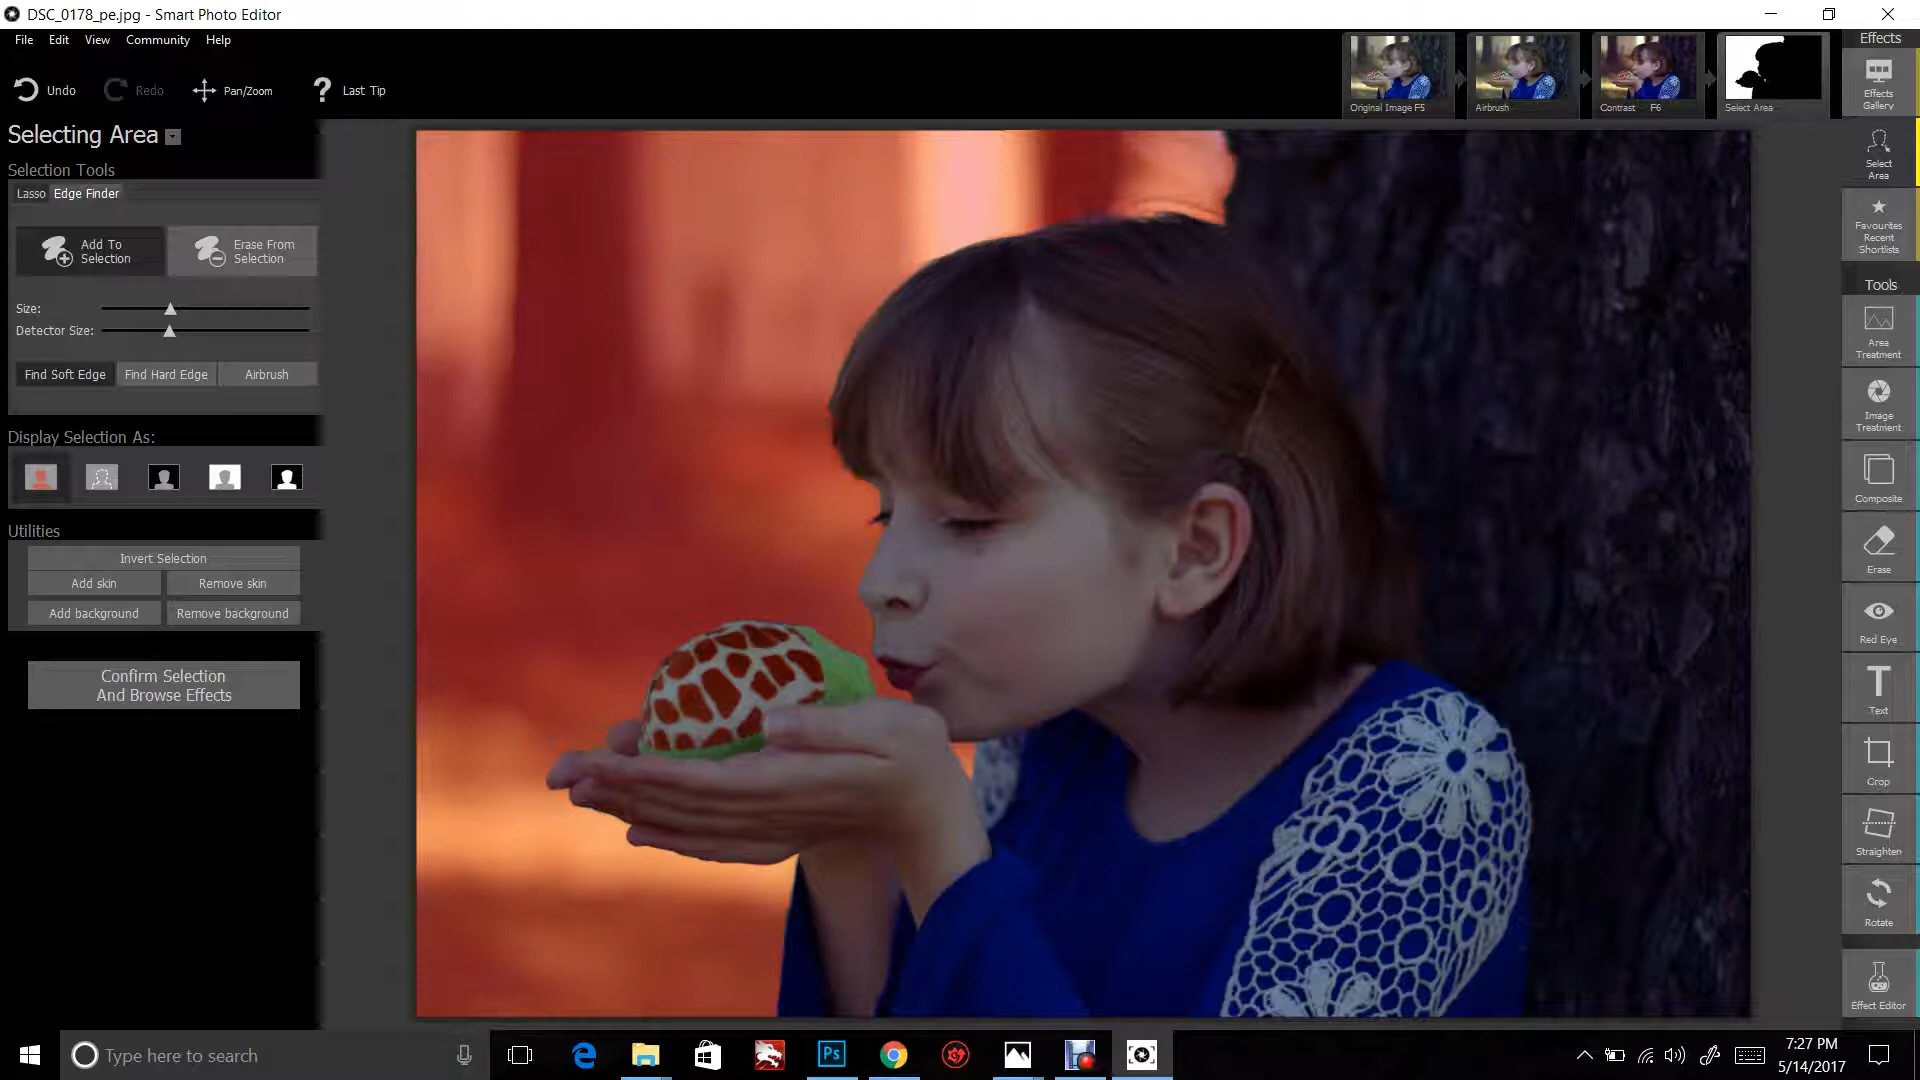 DSC_0178_pe.jpg - Smart Photo Editor
File Edit View Community Help
Undo Redo Pan/Zoom ? Last Tip
Original Image F5 Airbrush Contrast F6 Select Area
Selecting Area
Selection Tools
Lasso Edge Finder
Add To
Selection
Erase From
Selection
Size:
Detector Size:
Find Soft Edge Find Hard Edge Airbrush
Display Selection As:
Utilities
Invert Selection
Add skin Remove skin
Add background Remove background
Confirm Selection
And Browse Effects
Effects
Effects
Gallery
Select
Area
Favourites
Recent
Shortlists
Tools
Area
Treatment
Image
Treatment
Composite
Erase
Red Eye
T
Text
Crop
Straighten
Rotate
Effect Editor
Type here to search
e
Ps
7:27 PM
5/14/2017